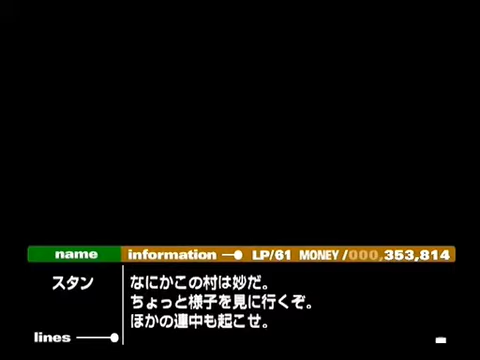 name information LP/61 MONEY/000,353,814
スタン
なにかこの村は妙だ。
ちょっと様子を見に行くぞ。
ほかの連中も起こせ。
lines